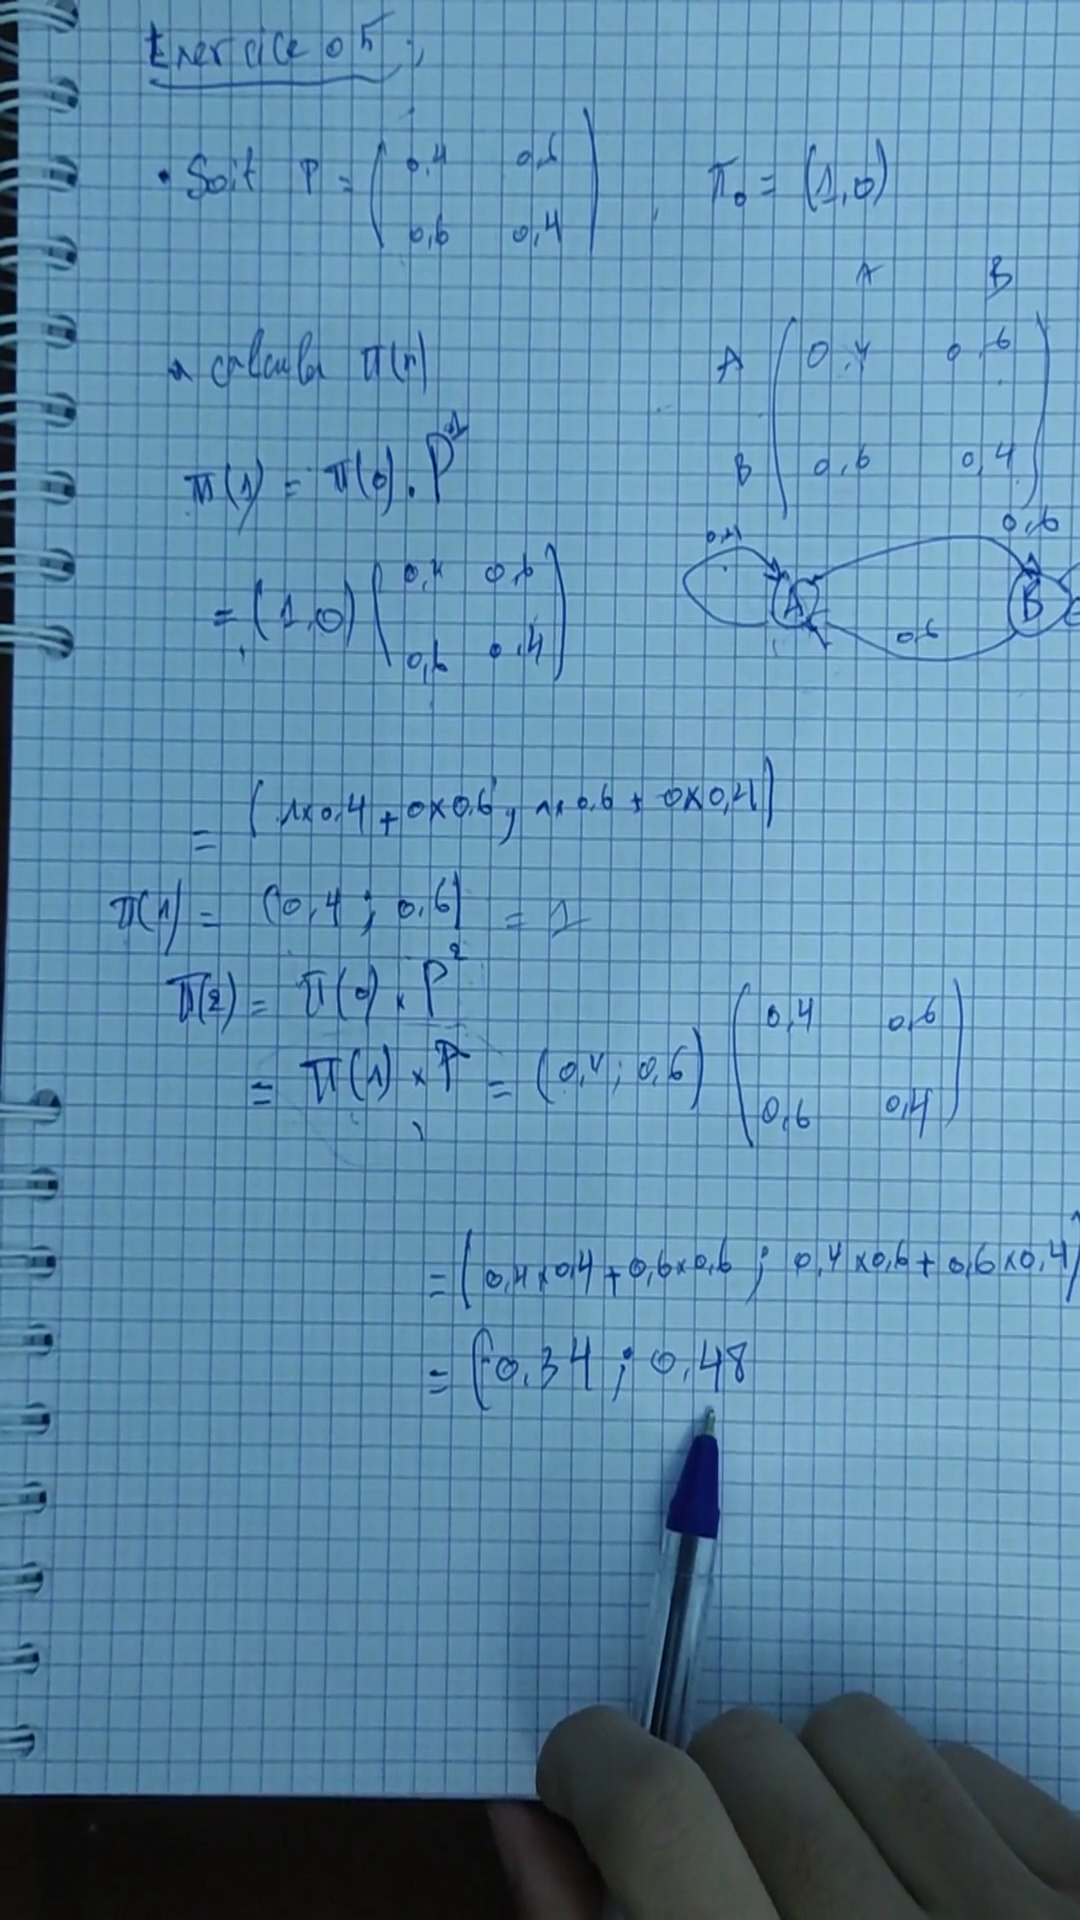 Exercice 05:
• Soit P = ( 0,4 0,6
0,6 0,4 ) , π₀ = (1,0)
A B
calculer π(n)
A ( 0,4 0,6
B 0,6 0,4 )
π(1) = π(0) . P¹
0,6
0,4
= (1,0) ( 0,4 0,6
0,6 0,4 )
A B
0,6
= ( 1×0,4 + 0×0,6 ; 1×0,6 + 0×0,4 )
π(1) = (0,4 ; 0,6) = 1
π(2) = π(0) × P²
= π(1) × P = (0,4 ; 0,6) ( 0,4 0,6
0,6 0,4 )
= ( 0,4×0,4 + 0,6×0,6 ; 0,4×0,6 + 0,6×0,4 )
= ( 0,34 ; 0,48